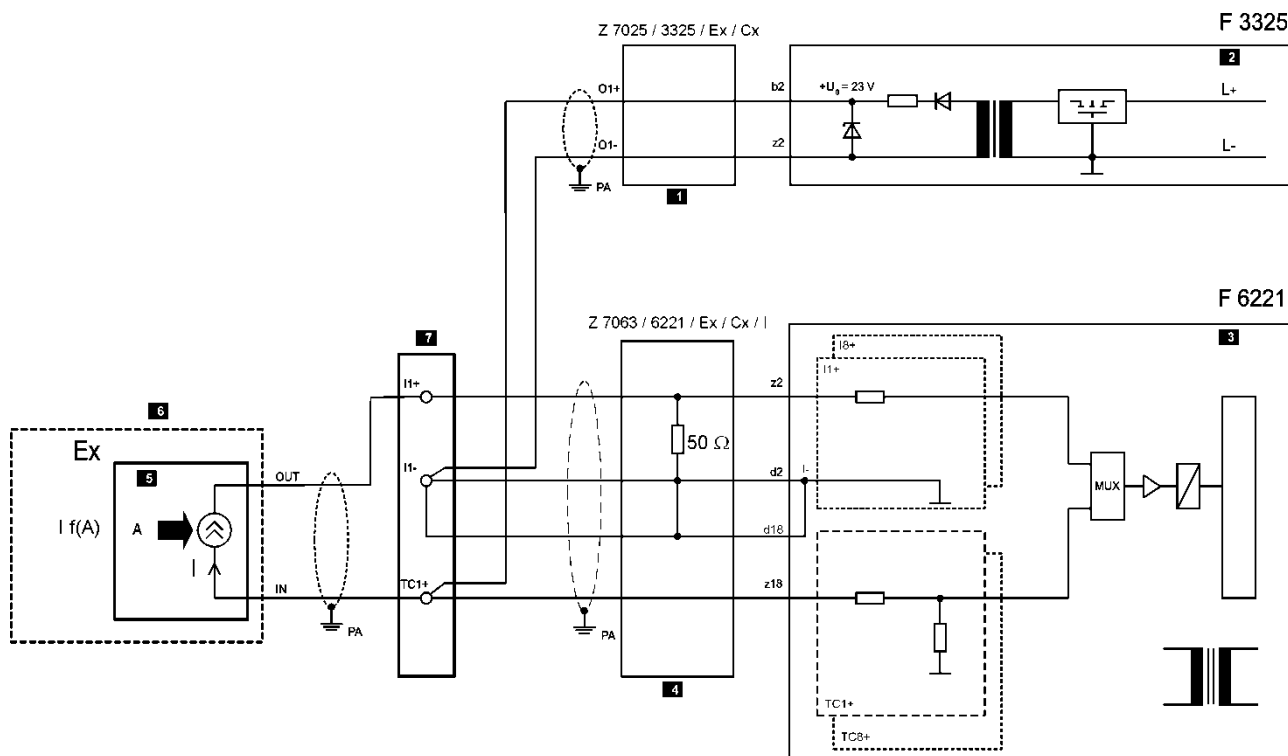 F 3325
Z 7025 / 3325 / Ex / Cx
2
O1+
b2
+U₀ = 23 V
L+
O1-
z2
L-
PA
1
F 6221
Z 7063 / 6221 / Ex / Cx / I
3
7
I8+
I1+
I1+
z2
6
Ex
50 Ω
5
OUT
I1-
d2
I-
MUX
I f(A)
A
d18
I
TC1+
z18
IN
PA
PA
4
TC1+
TC8+